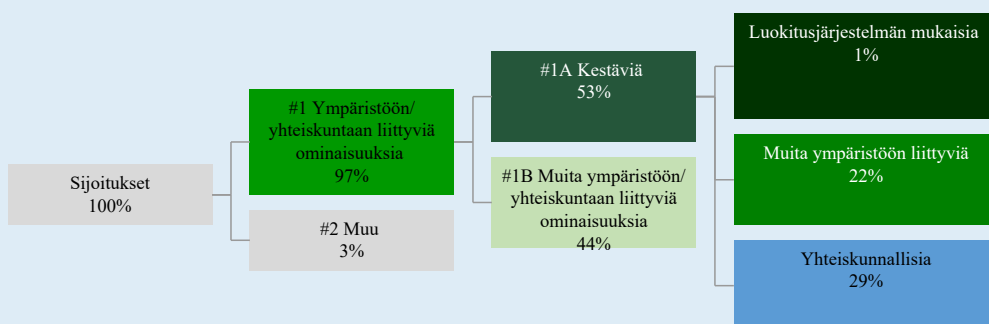 Sijoitukset
100%
#1 Ympäristöön/
yhteiskuntaan liittyviä
ominaisuuksia
97%
#2 Muu
3%
#1A Kestäviä
53%
#1B Muita ympäristöön/
yhteiskuntaan liittyviä
ominaisuuksia
44%
Luokitusjärjestelmän mukaisia
1%
Muita ympäristöön liittyviä
22%
Yhteiskunnallisia
29%